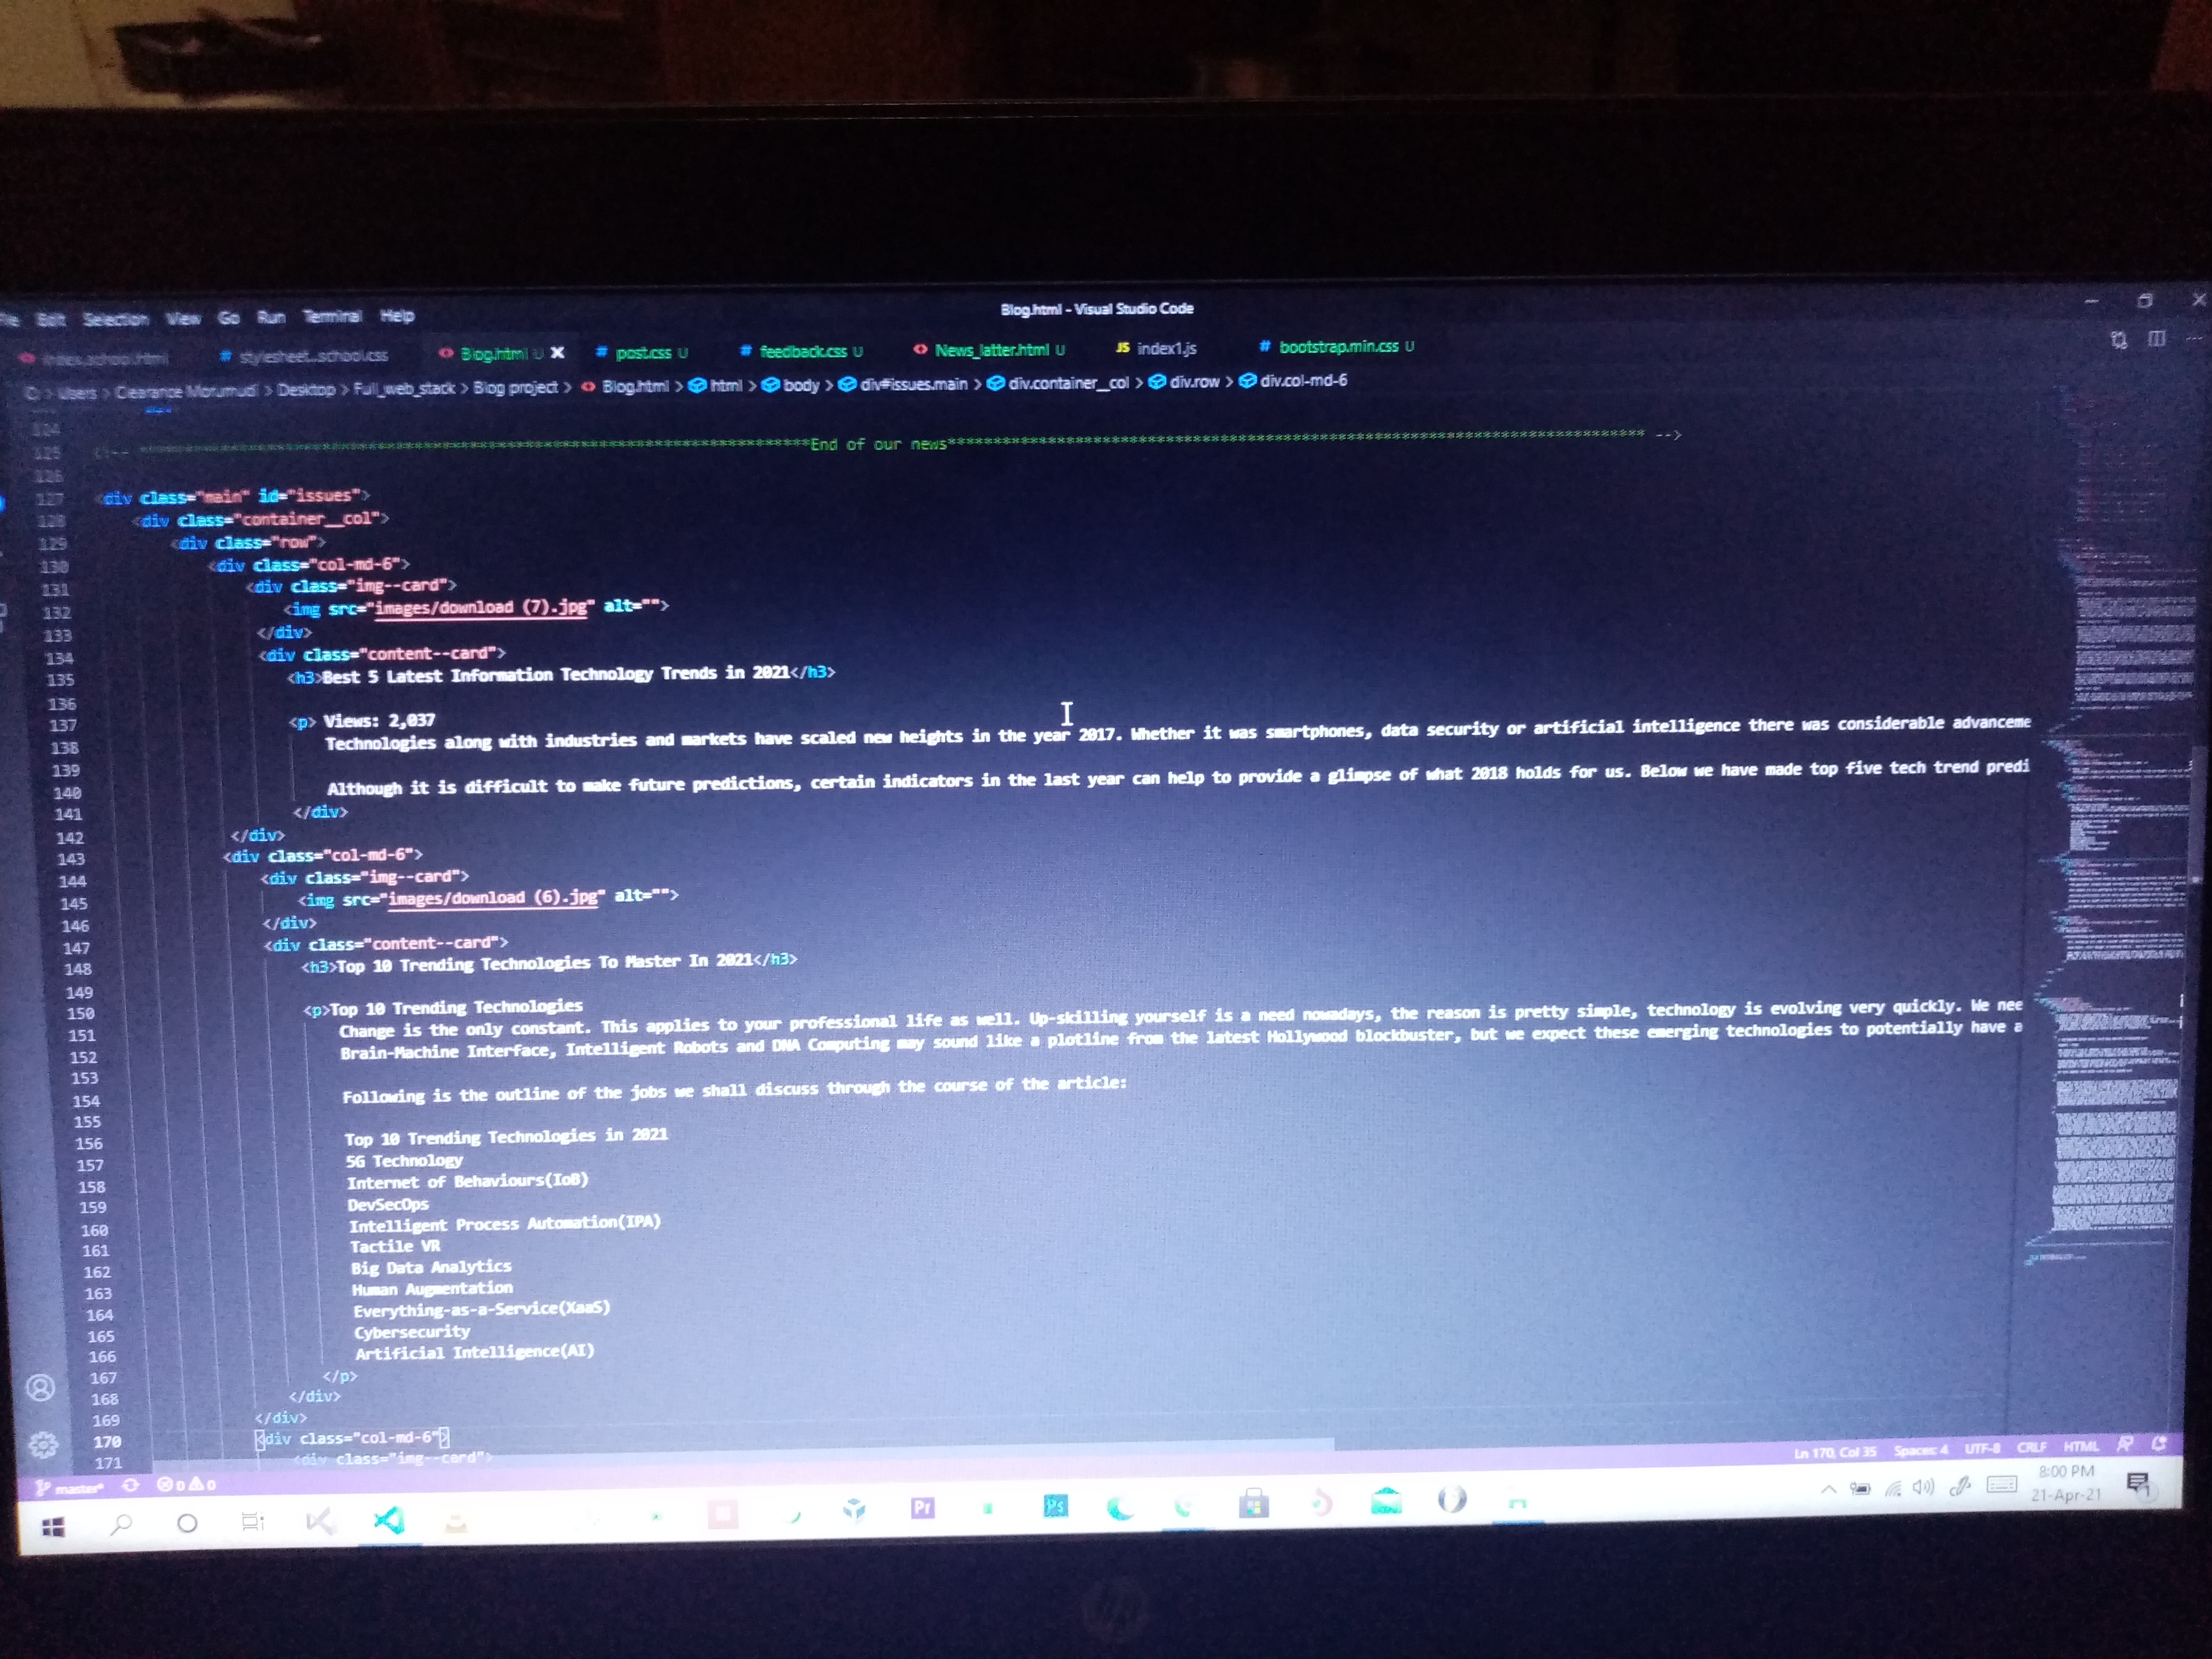 Edit Selection View Go Run Terminal Help
Blog.html - Visual Studio Code
index.school.html
stylesheet...school.css
Blog.html U
post.css U
feedback.css U
News_latter.html U
JS index1.js
bootstrap.min.css U
C: > Users > Clearance Morumudi > Desktop > Full_web_stack > Blog project > Blog.html > html > body > div#issues.main > div.container__col > div.row > div.col-md-6
124
125 End of our news -->
126
127 <div class="main" id="issues">
128 <div class="container__col">
129 <div class="row">
130 <div class="col-md-6">
131 <div class="img--card">
132 <img src="images/download (7).jpg" alt="">
133 </div>
134 <div class="content--card">
135 <h3>Best 5 Latest Information Technology Trends in 2021</h3>
136
137 <p> Views: 2,037
138 Technologies along with industries and markets have scaled new heights in the year 2017. Whether it was smartphones, data security or artificial intelligence there was considerable advanceme
139
140 Although it is difficult to make future predictions, certain indicators in the last year can help to provide a glimpse of what 2018 holds for us. Below we have made top five tech trend predi
141 </div>
142 </div>
143 <div class="col-md-6">
144 <div class="img--card">
145 <img src="images/download (6).jpg" alt="">
146 </div>
147 <div class="content--card">
148 <h3>Top 10 Trending Technologies To Master In 2021</h3>
149
150 <p>Top 10 Trending Technologies
151 Change is the only constant. This applies to your professional life as well. Up-skilling yourself is a need nowadays, the reason is pretty simple, technology is evolving very quickly. We nee
152 Brain-Machine Interface, Intelligent Robots and DNA Computing may sound like a plotline from the latest Hollywood blockbuster, but we expect these emerging technologies to potentially have a
153
154 Following is the outline of the jobs we shall discuss through the course of the article:
155
156 Top 10 Trending Technologies in 2021
157 5G Technology
158 Internet of Behaviours(IoB)
159 DevSecOps
160 Intelligent Process Automation(IPA)
161 Tactile VR
162 Big Data Analytics
163 Human Augmentation
164 Everything-as-a-Service(XaaS)
165 Cybersecurity
166 Artificial Intelligence(AI)
167 </p>
168 </div>
169 </div>
170 <div class="col-md-6">
171 <div class="img--card">
master* 0 0
Ln 170, Col 35 Spaces: 4 UTF-8 CRLF HTML
Pr
Ps
8:00 PM
21-Apr-21
hp